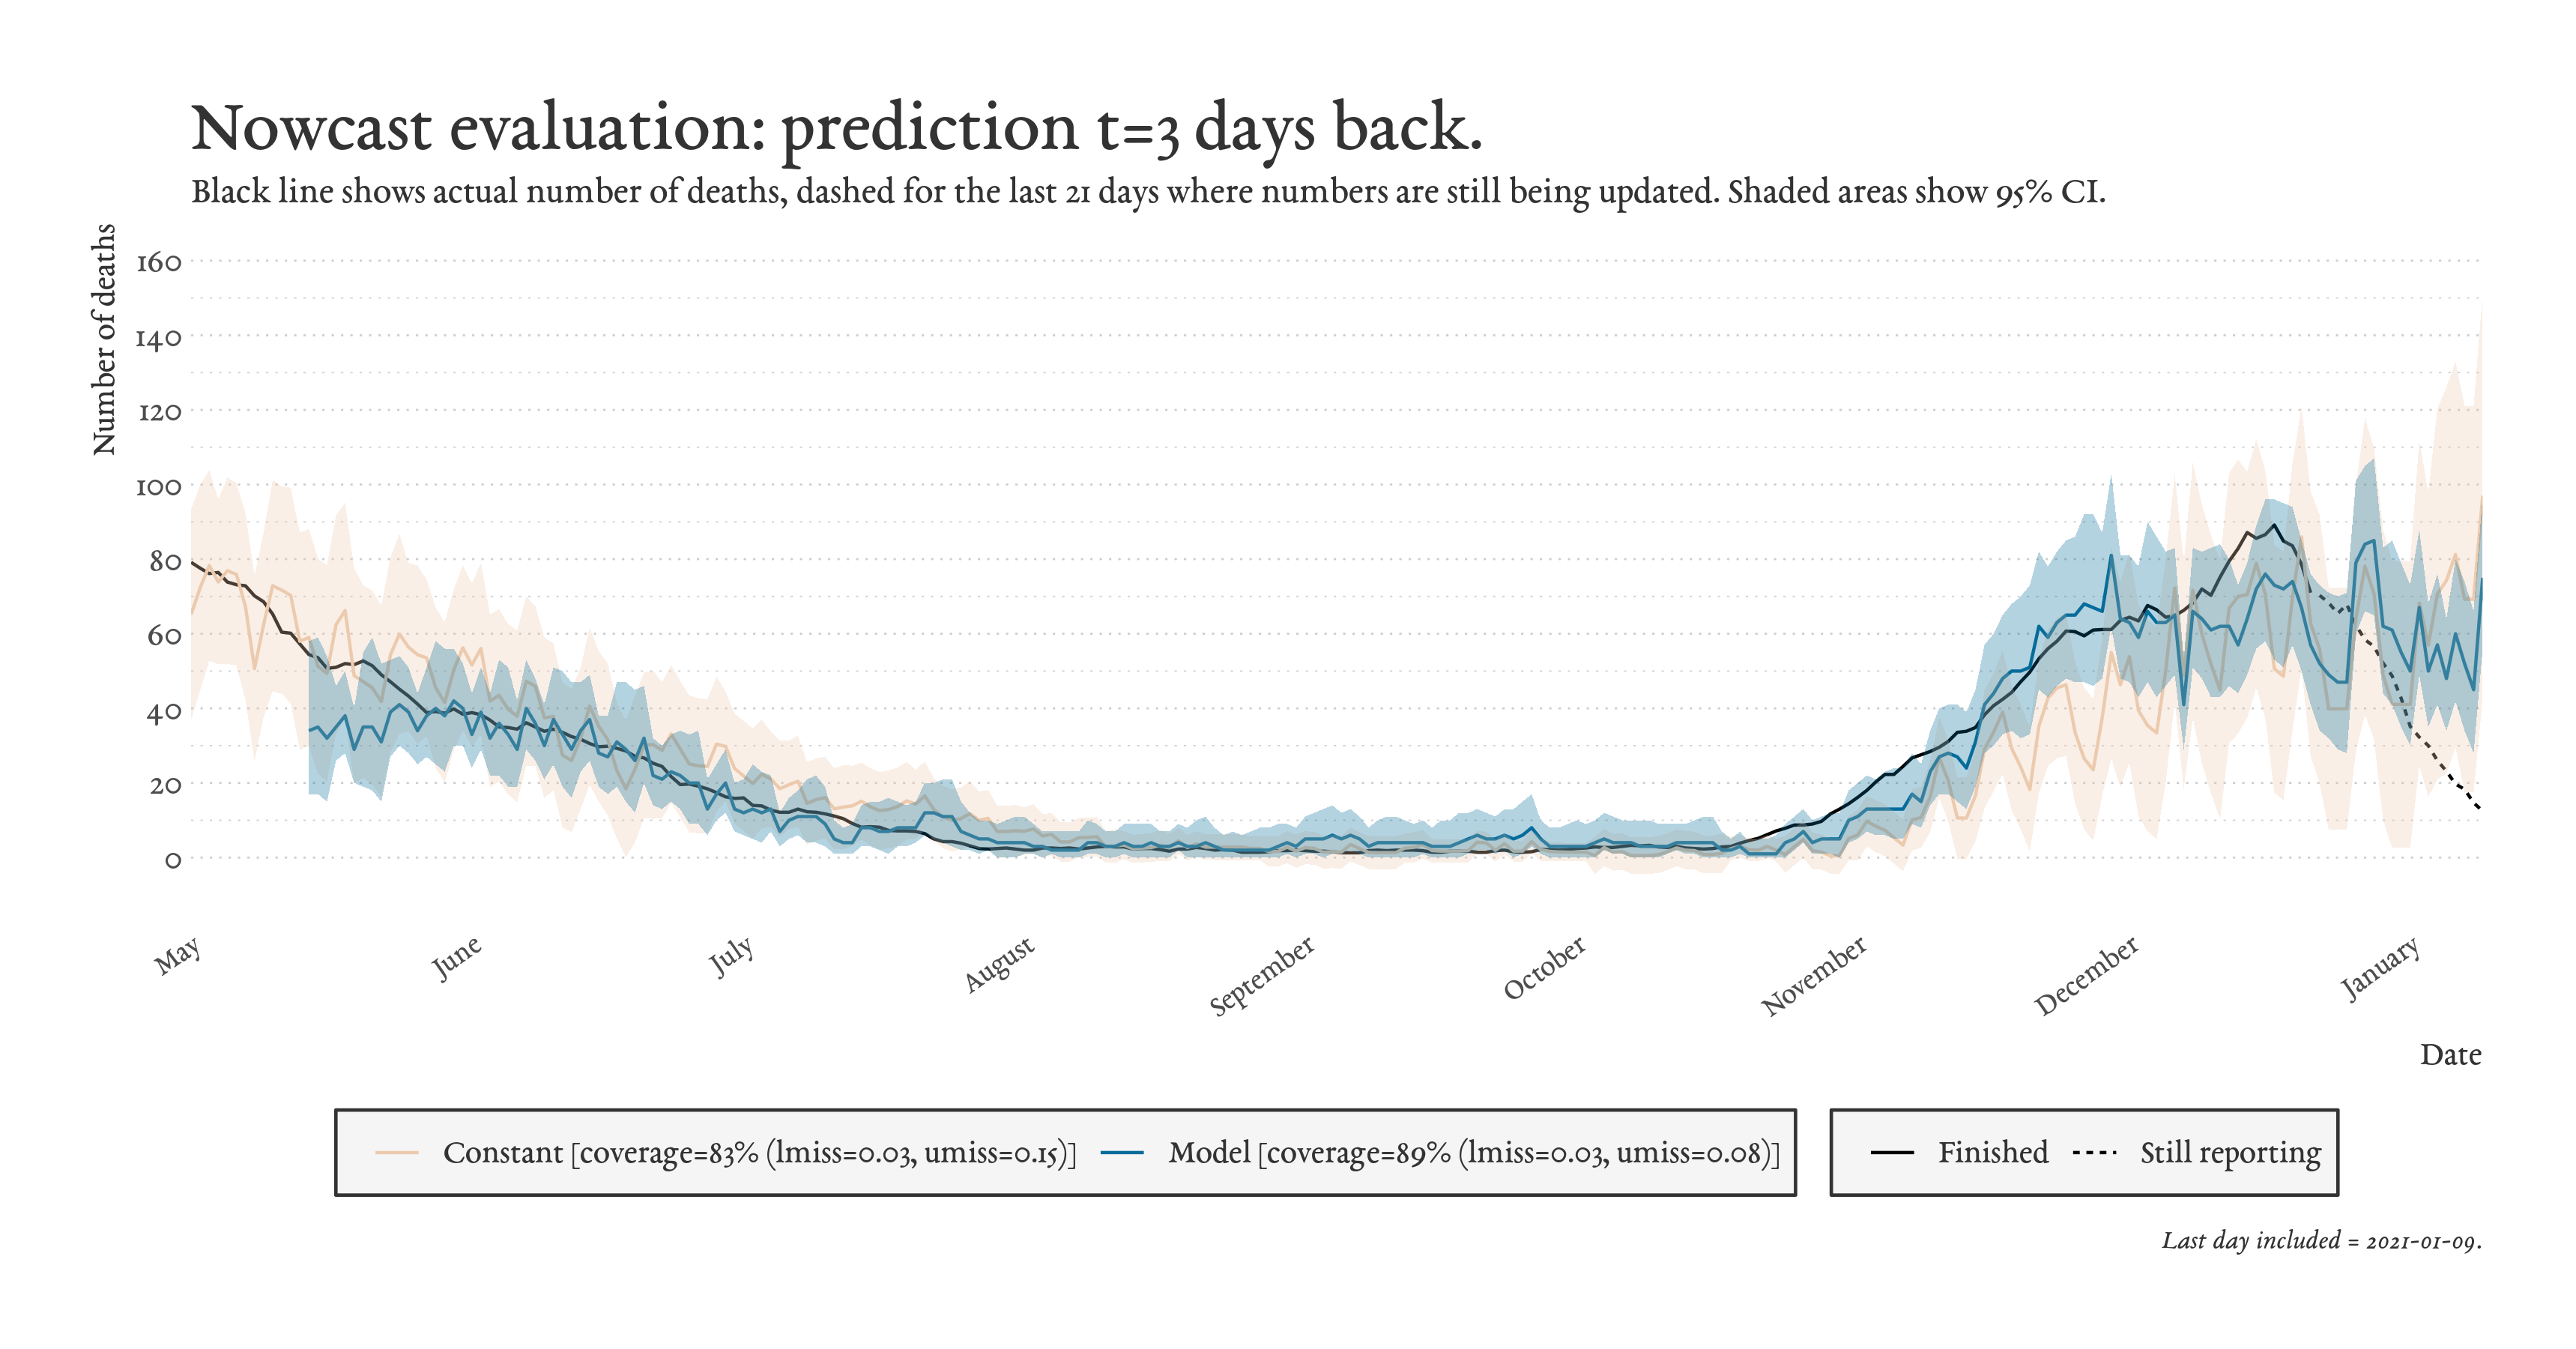 Nowcast evaluation: prediction t=3 days back.
Black line shows actual number of deaths, dashed for the last 21 days where numbers are still being updated. Shaded areas show 95% CI.
Number of deaths
160
140
120
100
80
60
40
20
0
May
June
July
August
September
October
November
December
January
Date
Constant [coverage=83% (lmiss=0.03, umiss=0.15)]
Model [coverage=89% (lmiss=0.03, umiss=0.08)]
Finished
Still reporting
Last day included = 2021-01-09.